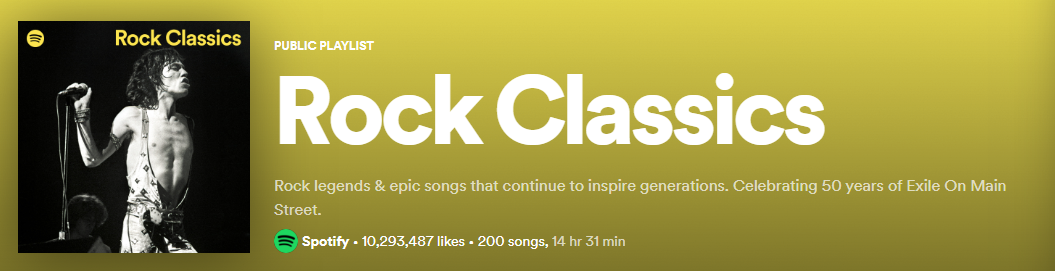 Rock Classics
PUBLIC PLAYLIST
Rock Classics
Rock legends & epic songs that continue to inspire generations. Celebrating 50 years of Exile On Main
Street.
Spotify • 10,293,487 likes • 200 songs, 14 hr 31 min